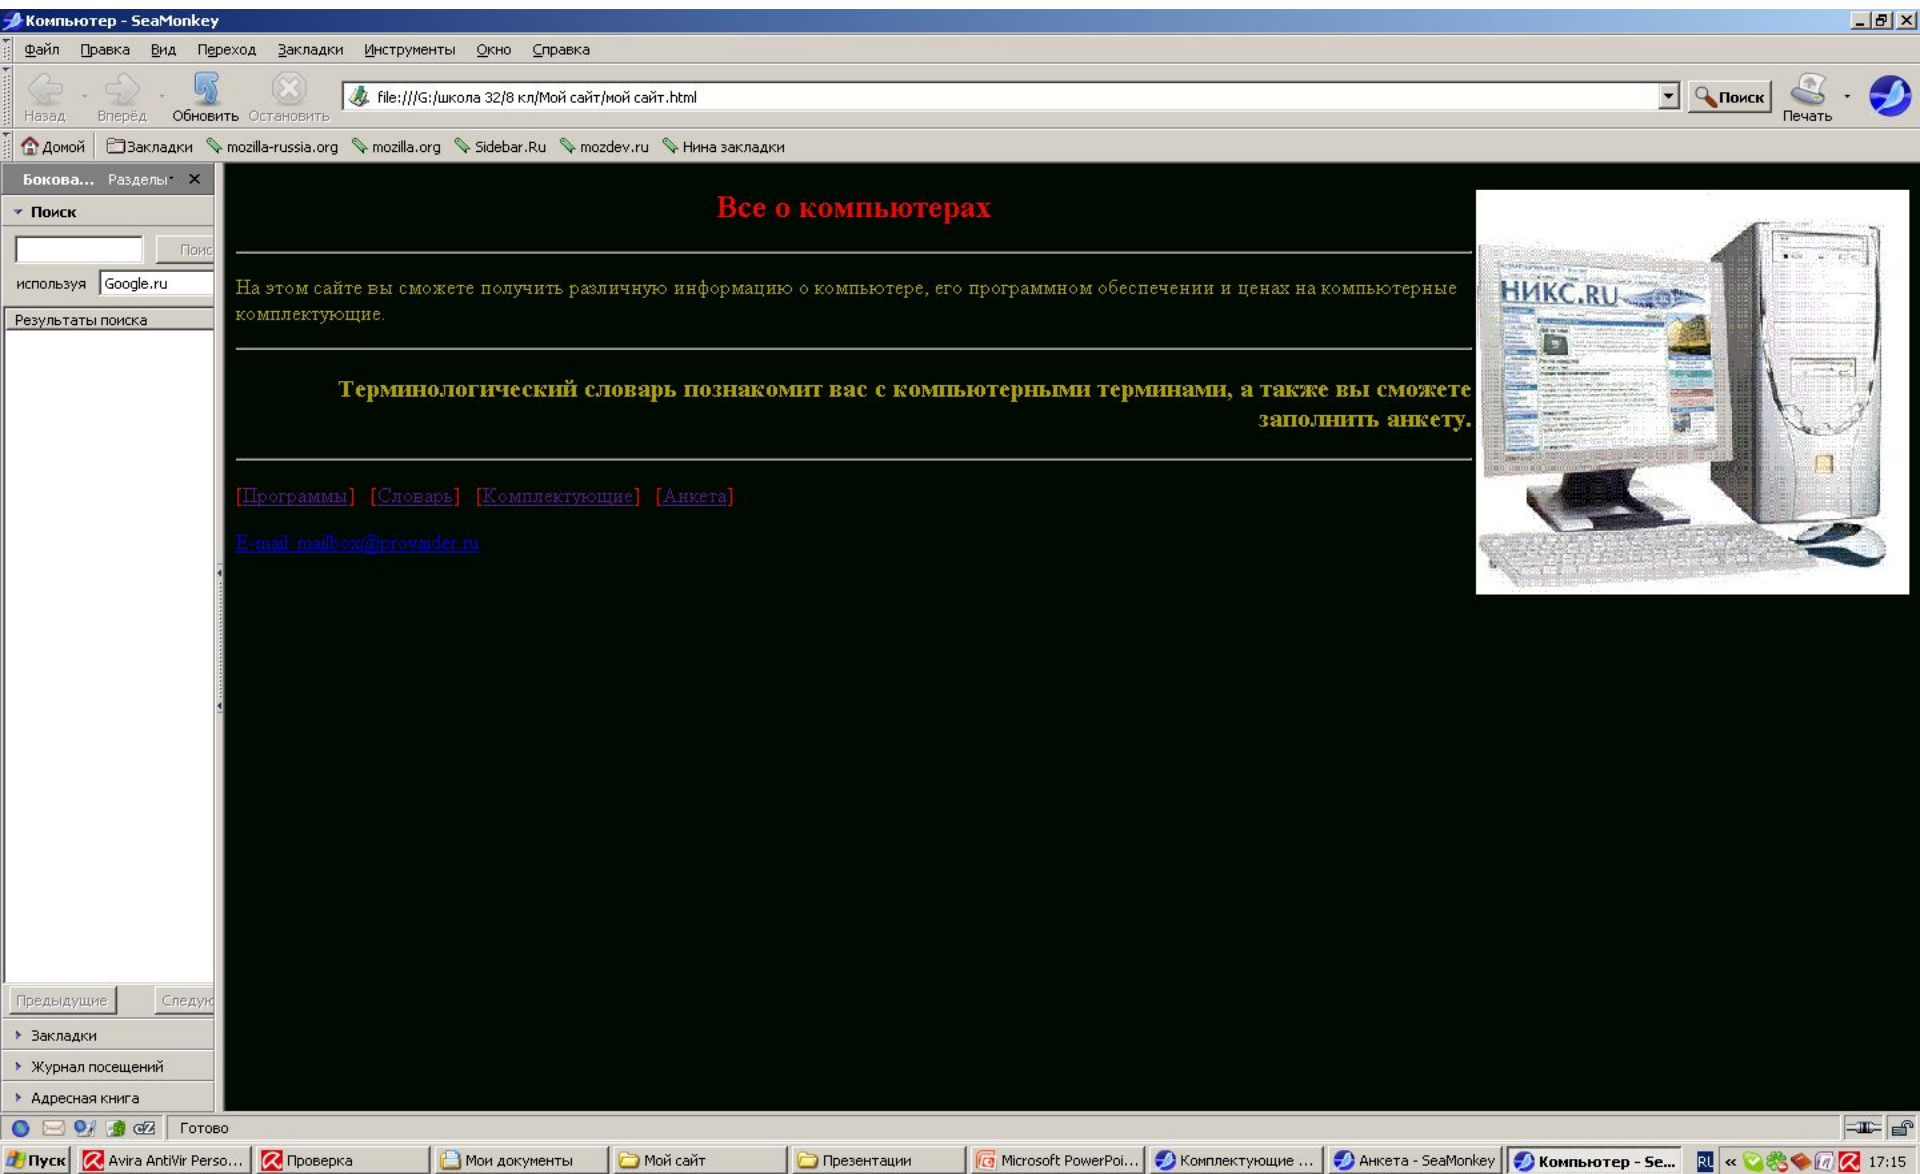 Компьютер - SeaMonkey
Файл Правка Вид Переход Закладки Инструменты Окно Справка
Назад Вперёд Обновить Остановить file:///G:/школа 32/8 кл/Мой сайт/мой сайт.html Поиск Печать
Домой Закладки mozilla-russia.org mozilla.org Sidebar.Ru mozdev.ru Нина закладки
Бокова... Разделы
Поиск
Поис
используя Google.ru
Результаты поиска
Предыдущие Следую
Закладки
Журнал посещений
Адресная книга
Все о компьютерах
На этом сайте вы сможете получить различную информацию о компьютере, его программном обеспечении и ценах на компьютерные
комплектующие.
Терминологический словарь познакомит вас с компьютерными терминами, а также вы сможете
заполнить анкету.
[Программы] [Словарь] [Комплектующие] [Анкета]
E-mail: mailbox@provaider.ru
НИКС.RU
Готово
Пуск Avira AntiVir Perso... Проверка Мои документы Мой сайт Презентации Microsoft PowerPoi... Комплектующие ... Анкета - SeaMonkey Компьютер - Se... RU « 17:15